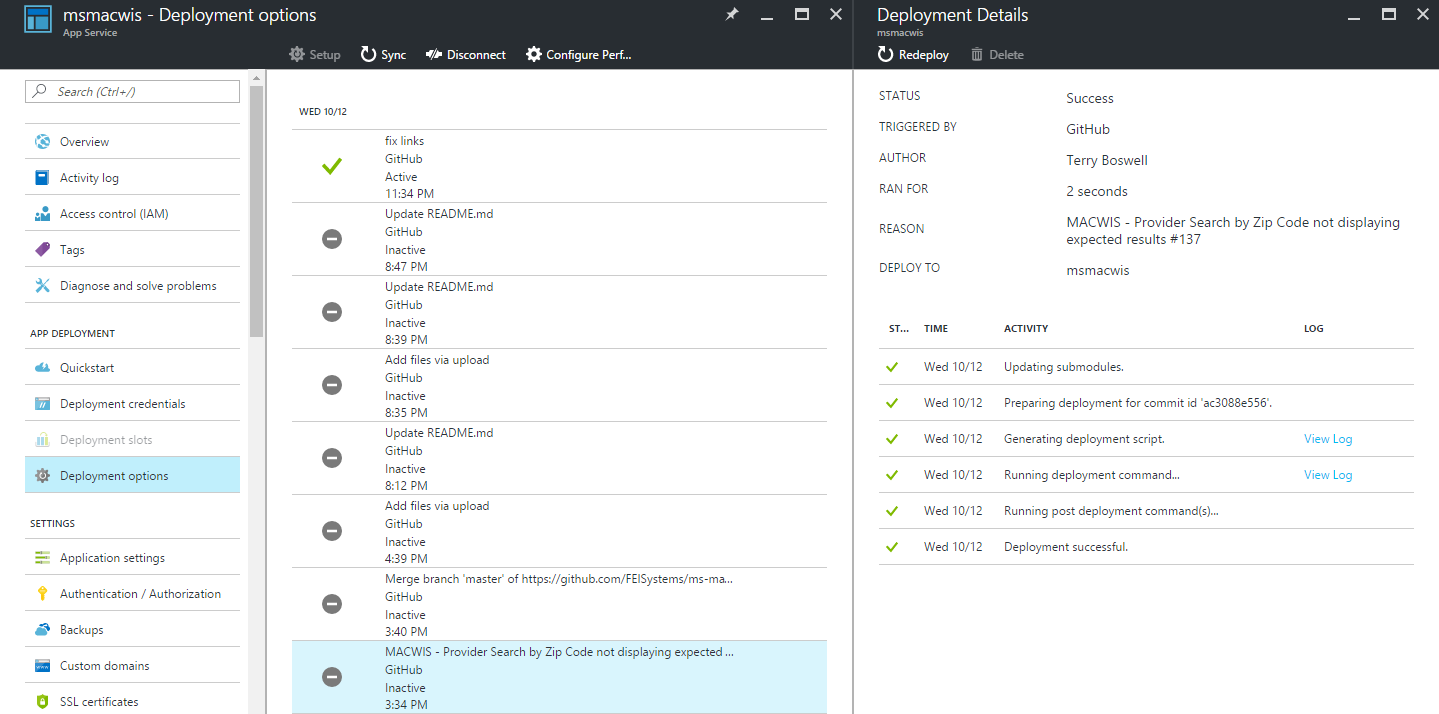 msmacwis - Deployment options
App Service
Setup
Sync
Disconnect
Configure Perf...
Search (Ctrl+/)
Overview
Activity log
Access control (IAM)
Tags
Diagnose and solve problems
APP DEPLOYMENT
Quickstart
Deployment credentials
Deployment slots
Deployment options
SETTINGS
Application settings
Authentication / Authorization
Backups
Custom domains
SSL certificates
WED 10/12
fix links
GitHub
Active
11:34 PM
Update README.md
GitHub
Inactive
8:47 PM
Update README.md
GitHub
Inactive
8:39 PM
Add files via upload
GitHub
Inactive
8:35 PM
Update README.md
GitHub
Inactive
8:12 PM
Add files via upload
GitHub
Inactive
4:39 PM
Merge branch 'master' of https://github.com/FEISystems/ms-ma...
GitHub
Inactive
3:40 PM
MACWIS - Provider Search by Zip Code not displaying expected ...
GitHub
Inactive
3:34 PM
Deployment Details
msmacwis
Redeploy
Delete
STATUS Success
TRIGGERED BY GitHub
AUTHOR Terry Boswell
RAN FOR 2 seconds
REASON MACWIS - Provider Search by Zip Code not displaying
expected results #137
DEPLOY TO msmacwis
ST... TIME ACTIVITY LOG
Wed 10/12 Updating submodules.
Wed 10/12 Preparing deployment for commit id 'ac3088e556'.
Wed 10/12 Generating deployment script. View Log
Wed 10/12 Running deployment command... View Log
Wed 10/12 Running post deployment command(s)...
Wed 10/12 Deployment successful.